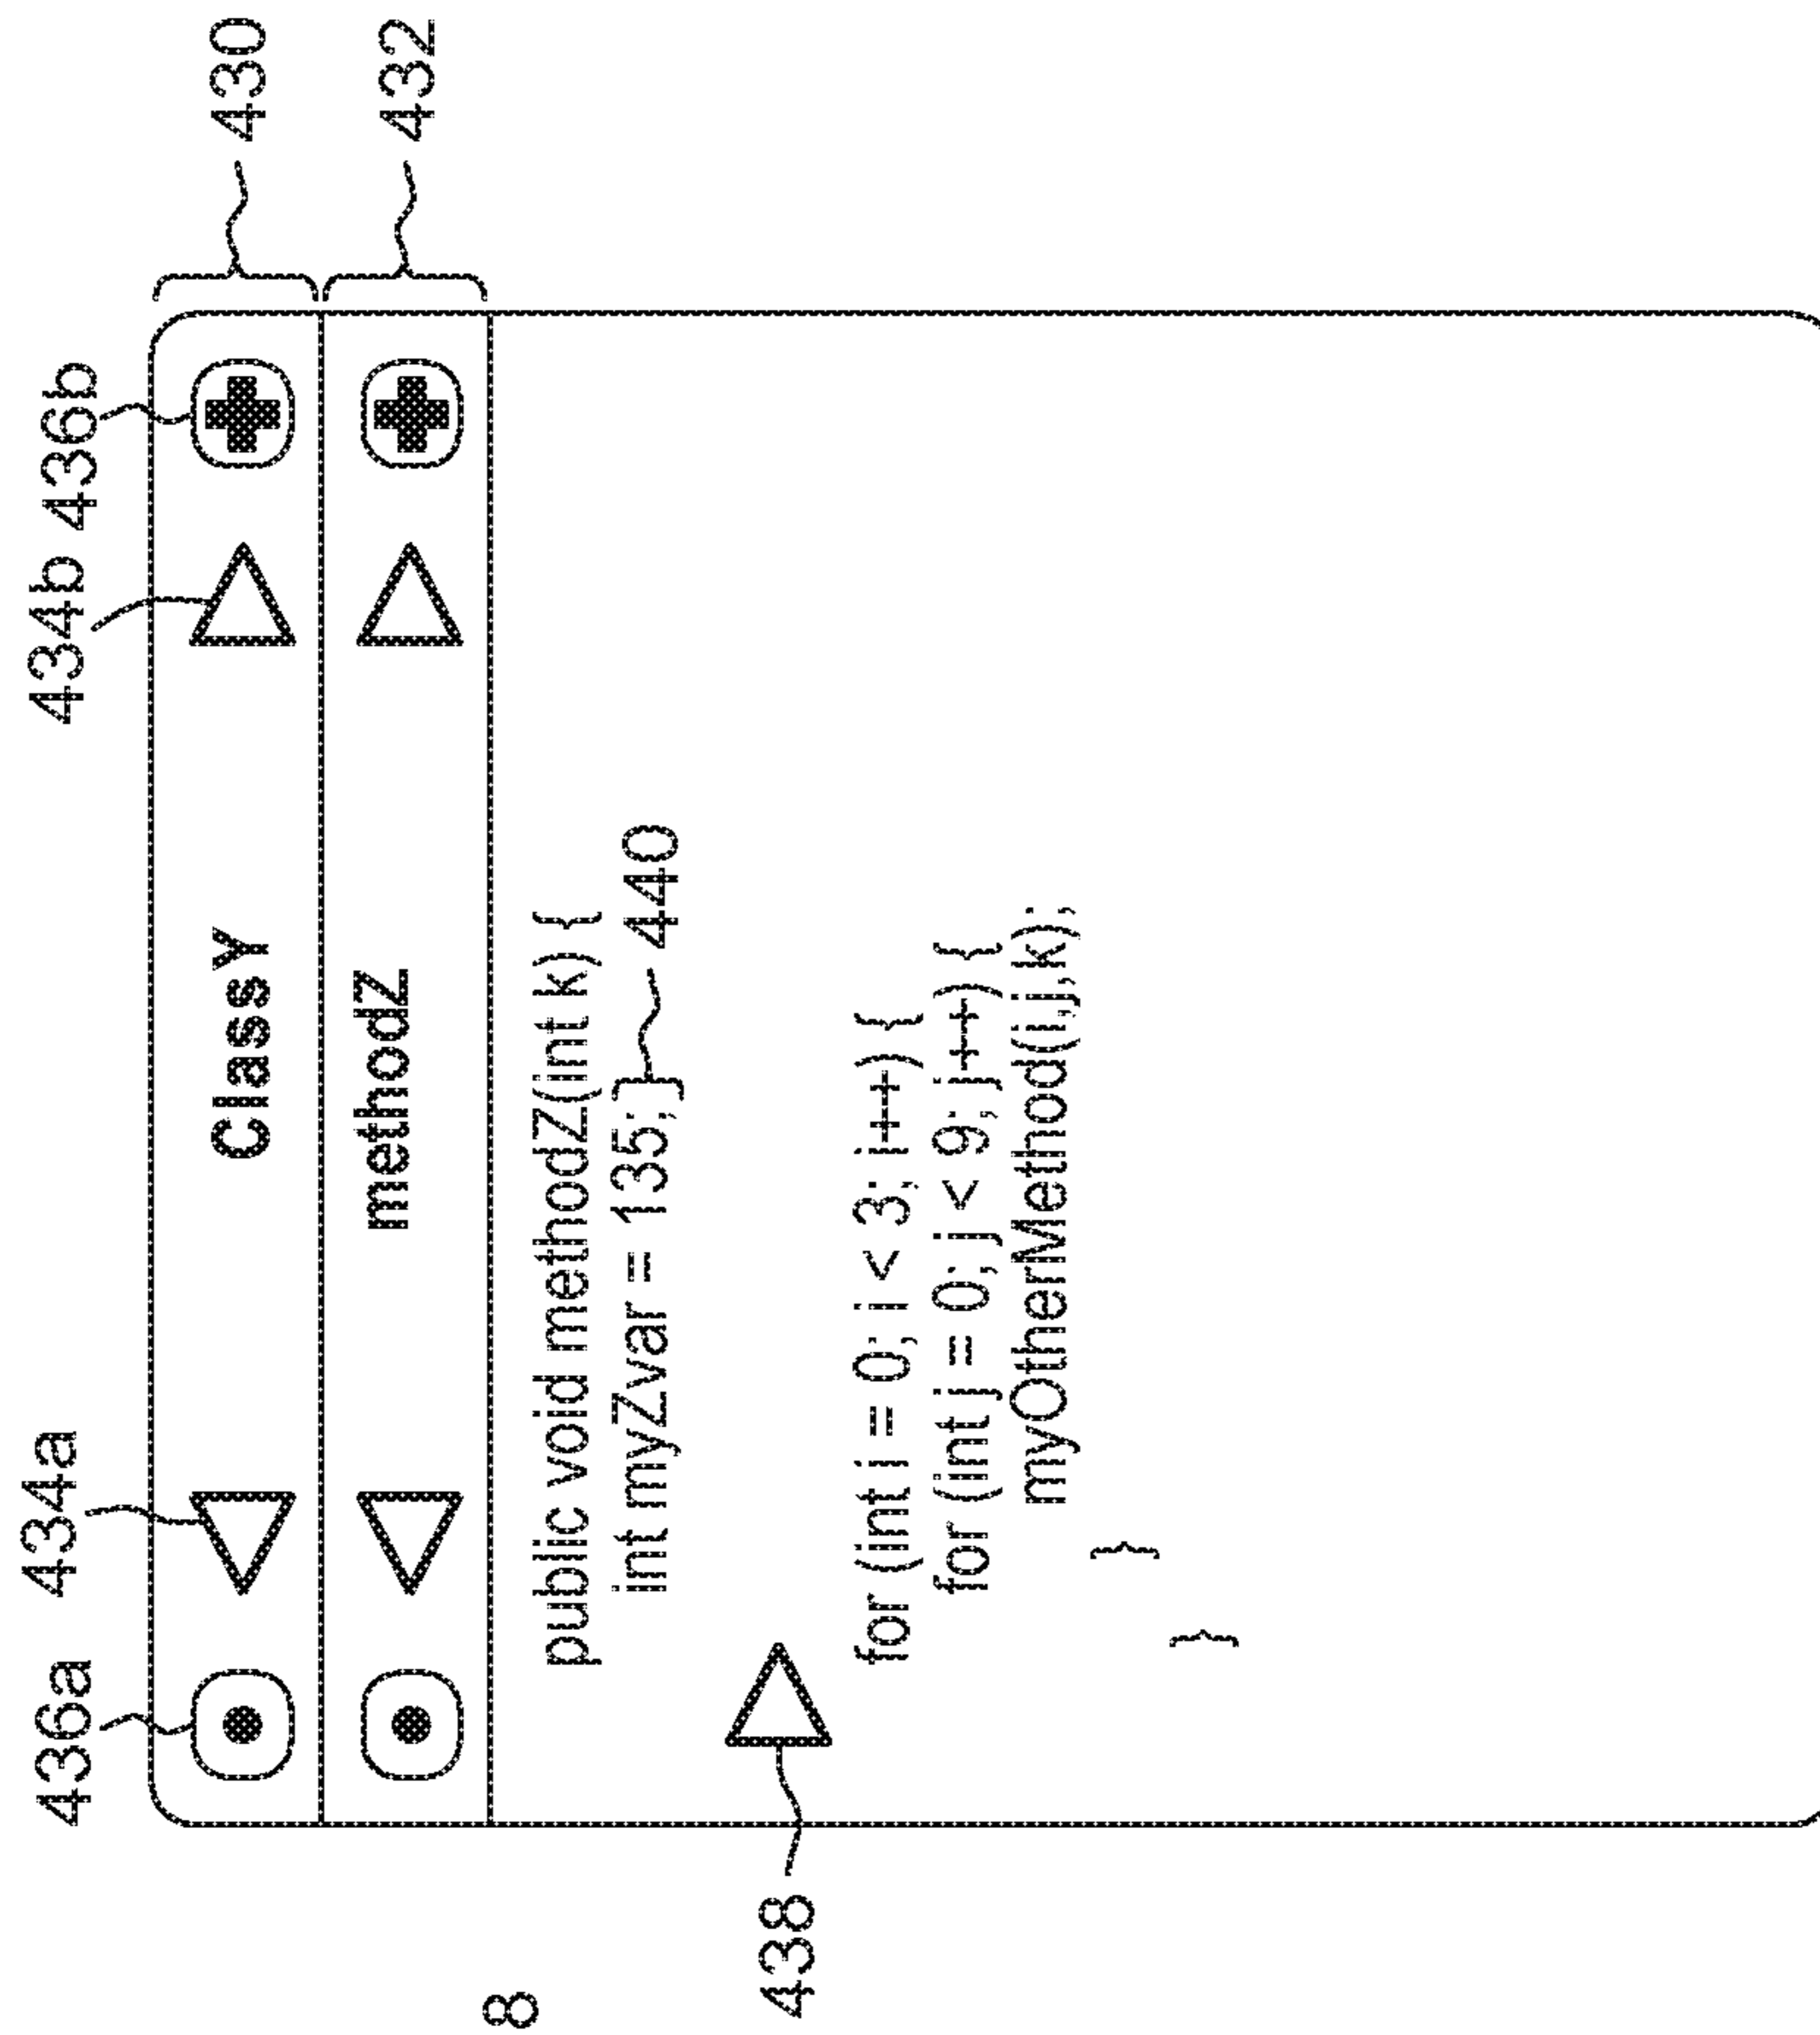 436a 434a 434b 436b
ClassY 430
methodZ 432
8
public void methodZ(int k) {
int myZvar = 135; 440
438
for (int i = 0; i < 3; i++) {
for (int j = 0; j < 9; j++) {
myOtherMethod(i,j,k);
}
}